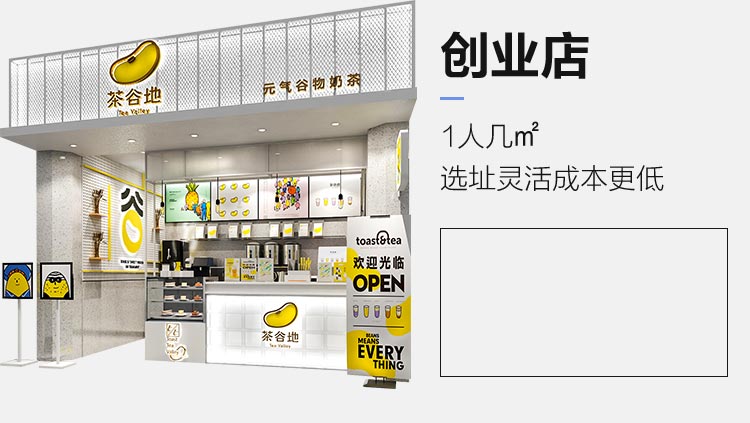 茶谷地
Tea Valley
元气谷物奶茶
谷
toast&tea
欢迎光临
OPEN
BEANS
MEANS
EVERY
THING
茶谷地
Tea Valley
创业店
1人几㎡
选址灵活成本更低